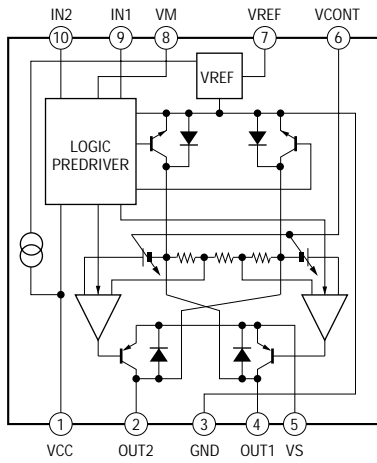 IN2 IN1 VM VREF VCONT
10 9 8 7 6
VREF
LOGIC
PREDRIVER
1 2 3 4 5
VCC OUT2 GND OUT1 VS